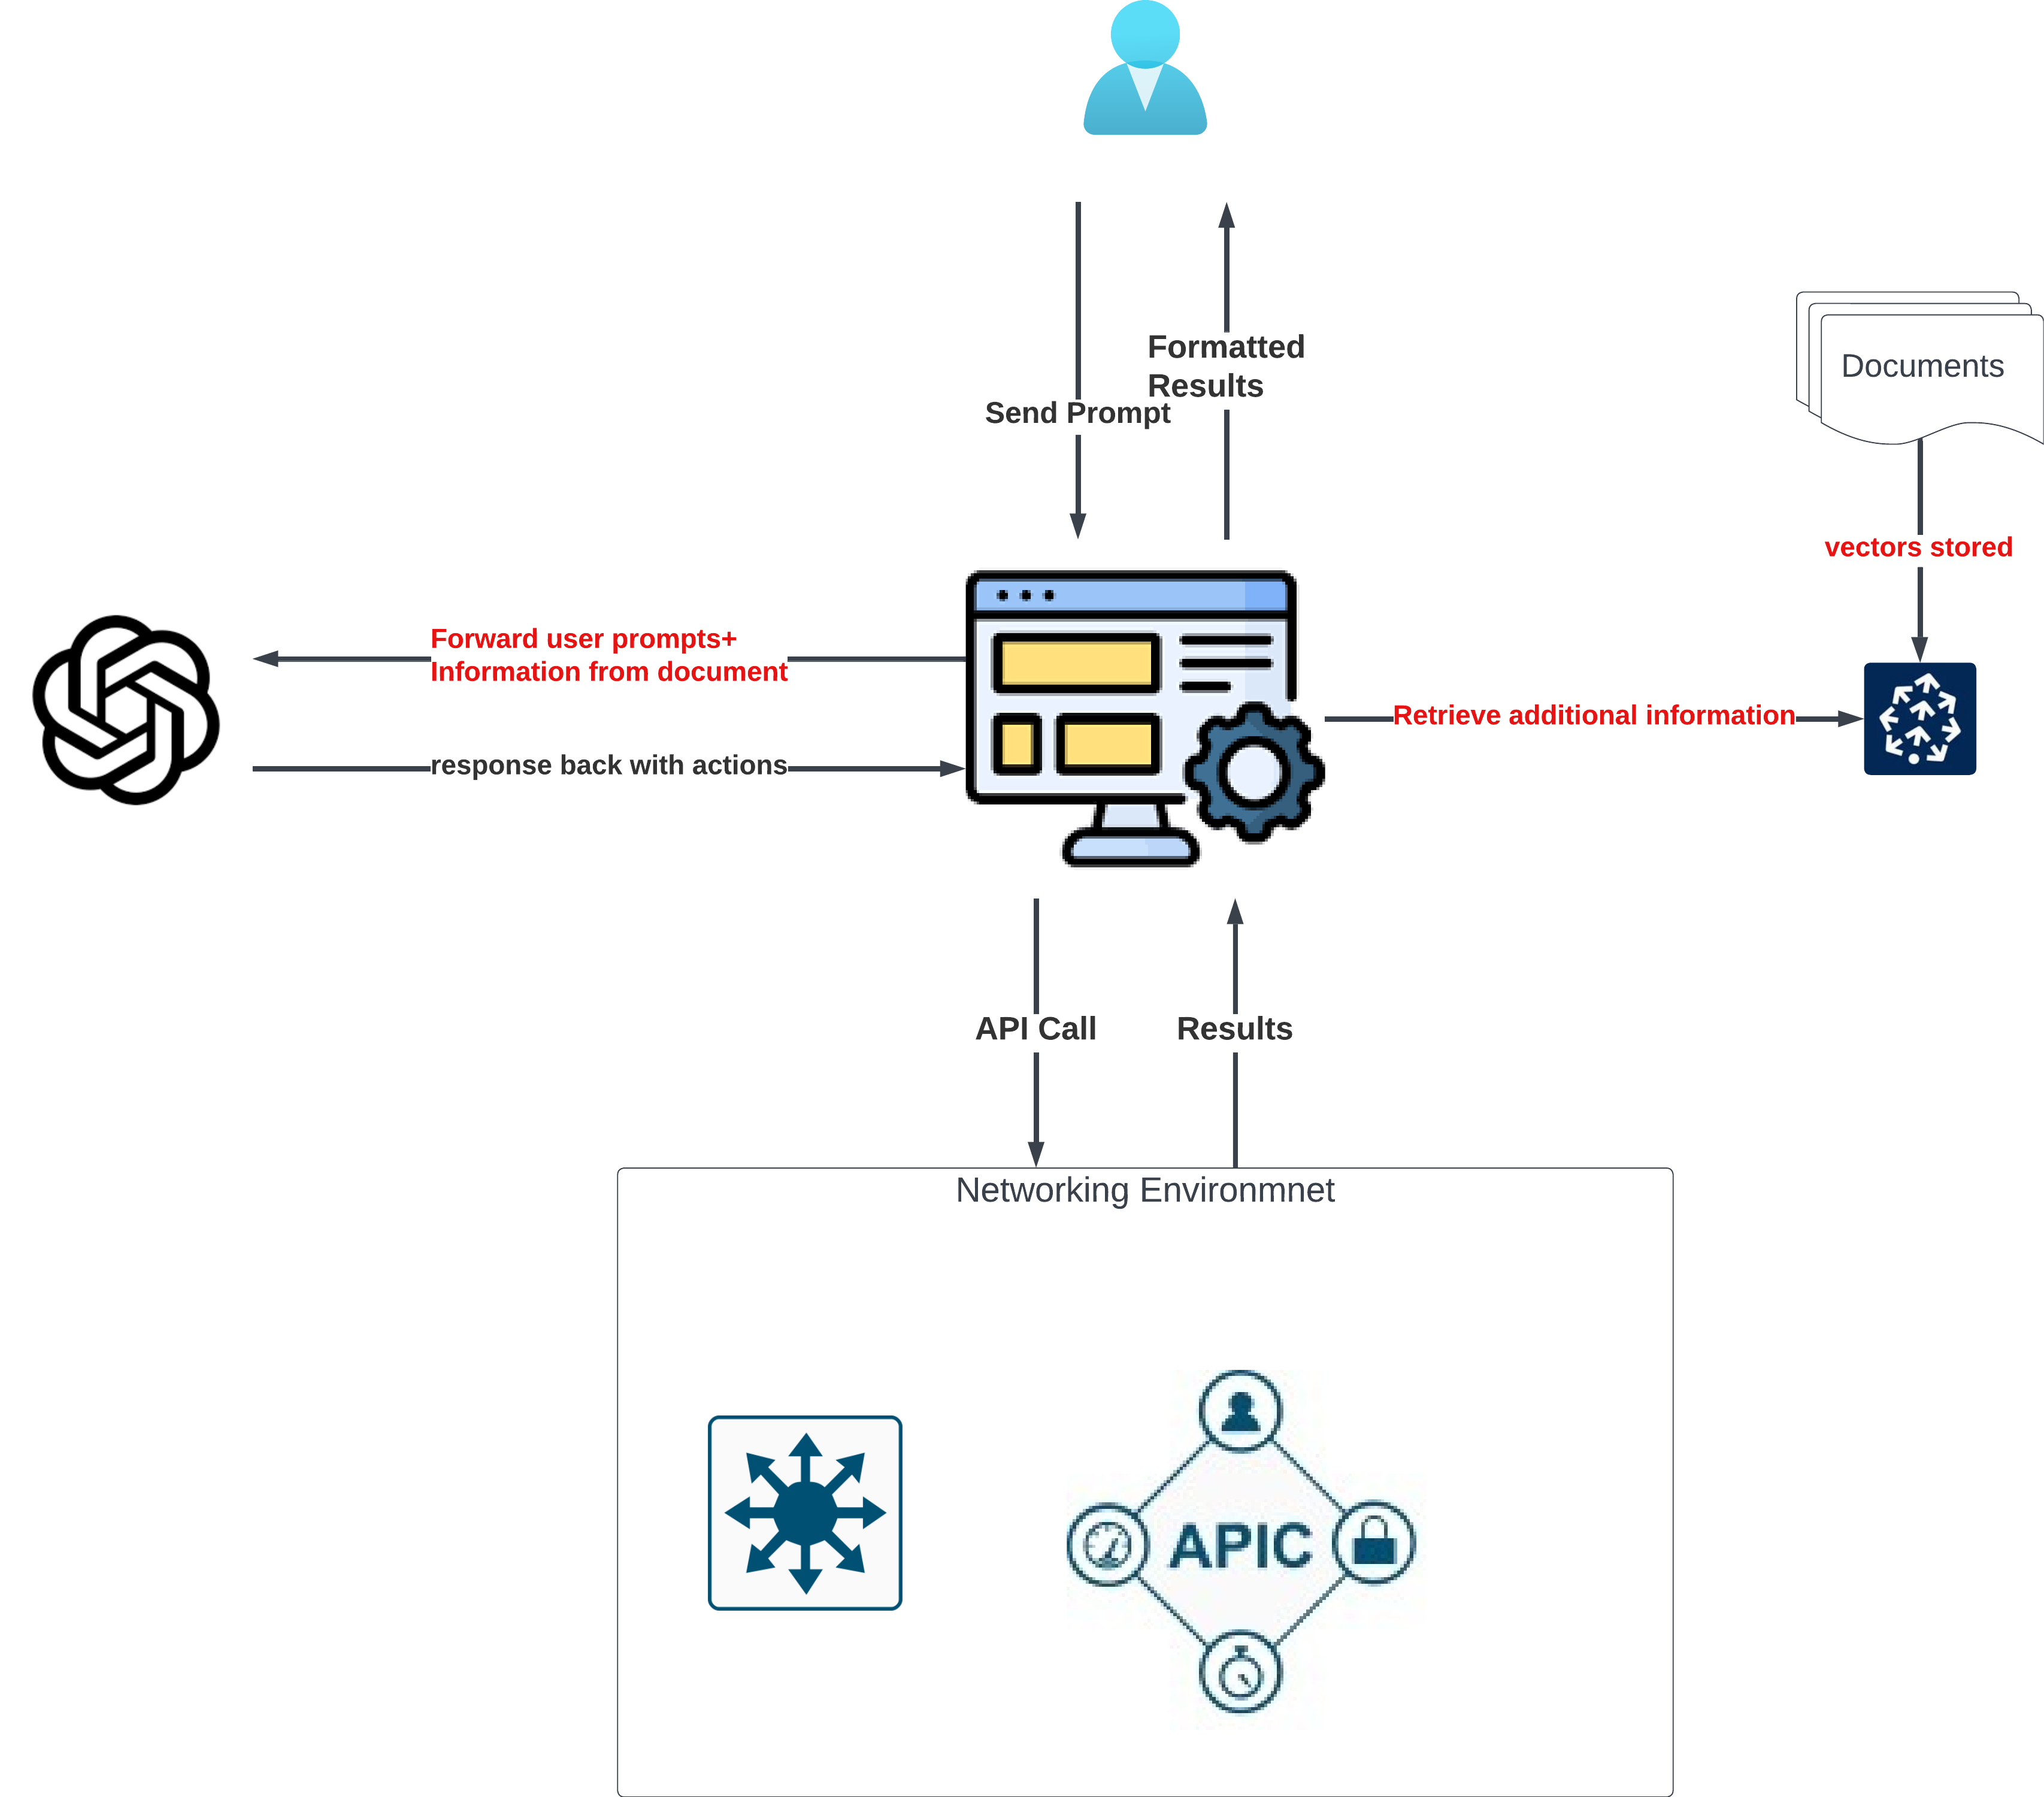 Formatted
Results
Send Prompt
Documents
vectors stored
Forward user prompts+
Information from document
Retrieve additional information
response back with actions
API Call
Results
Networking Environmnet
APIC